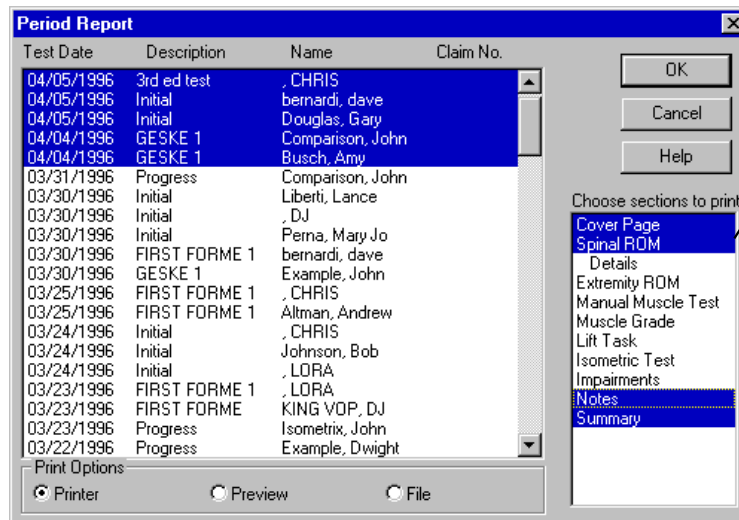 Period Report
Test Date Description Name Claim No.
04/05/1996 3rd ed test , CHRIS
04/05/1996 Initial bernardi, dave
04/05/1996 Initial Douglas, Gary
04/04/1996 GESKE 1 Comparison, John
04/04/1996 GESKE 1 Busch, Amy
03/31/1996 Progress Comparison, John
03/30/1996 Initial Liberti, Lance
03/30/1996 Initial , DJ
03/30/1996 Initial Perna, Mary Jo
03/30/1996 FIRST FORME 1 bernardi, dave
03/30/1996 GESKE 1 Example, John
03/25/1996 FIRST FORME 1 , CHRIS
03/25/1996 FIRST FORME 1 Altman, Andrew
03/24/1996 Initial , CHRIS
03/24/1996 Initial Johnson, Bob
03/24/1996 Initial , LORA
03/23/1996 FIRST FORME 1 , LORA
03/23/1996 FIRST FORME KING VOP, DJ
03/23/1996 Progress Isometrix, John
03/22/1996 Progress Example, Dwight
Print Options
Printer Preview File
OK
Cancel
Help
Choose sections to print
Cover Page
Spinal ROM
Details
Extremity ROM
Manual Muscle Test
Muscle Grade
Lift Task
Isometric Test
Impairments
Notes
Summary